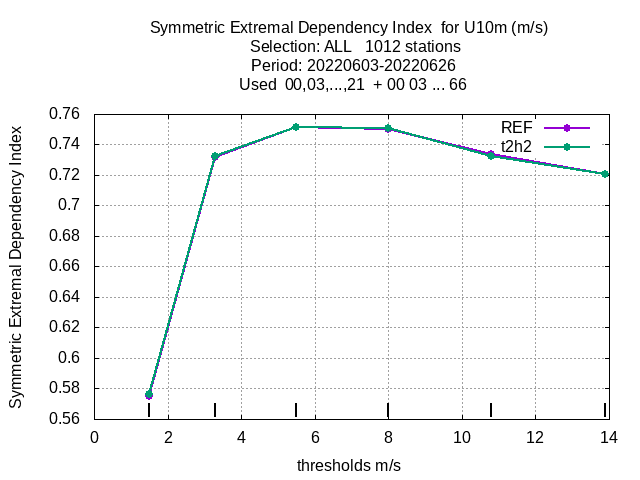 Symmetric Extremal Dependency Index  for U10m (m/s)
Selection: ALL   1012 stations
Period: 20220603-20220626
Used  00,03,...,21  + 00 03 ... 66
Symmetric Extremal Dependency Index
0.76
0.74
0.72
0.7
0.68
0.66
0.64
0.62
0.6
0.58
0.56
REF
t2h2
0 2 4 6 8 10 12 14
thresholds m/s